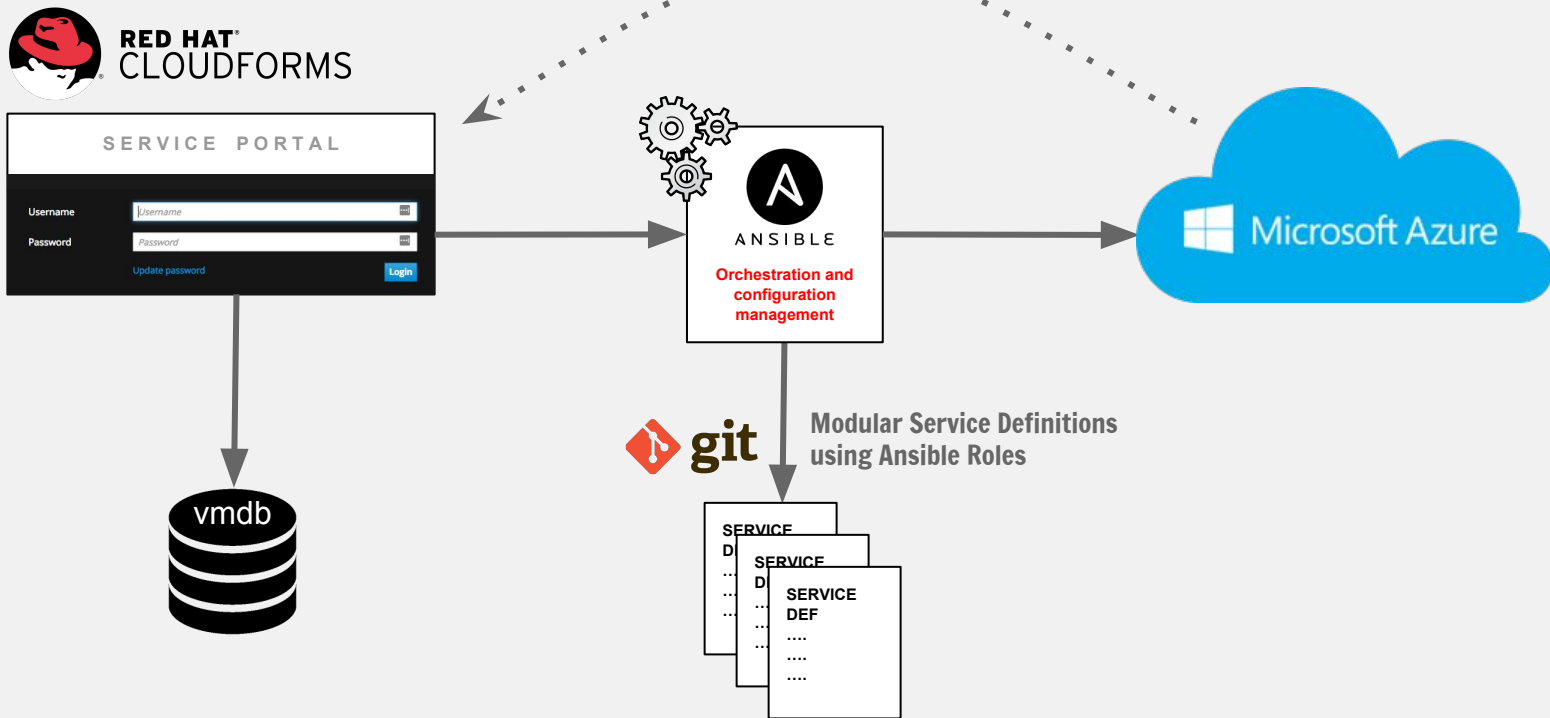 RED HAT®
CLOUDFORMS
SERVICE PORTAL
Username
Username
Password
Password
Update password
Login
ANSIBLE
Orchestration and
configuration
management
Microsoft Azure
git
Modular Service Definitions
using Ansible Roles
vmdb
SERVICE
D
...
...
...
SERVICE
D
...
...
...
SERVICE
DEF
....
....
....